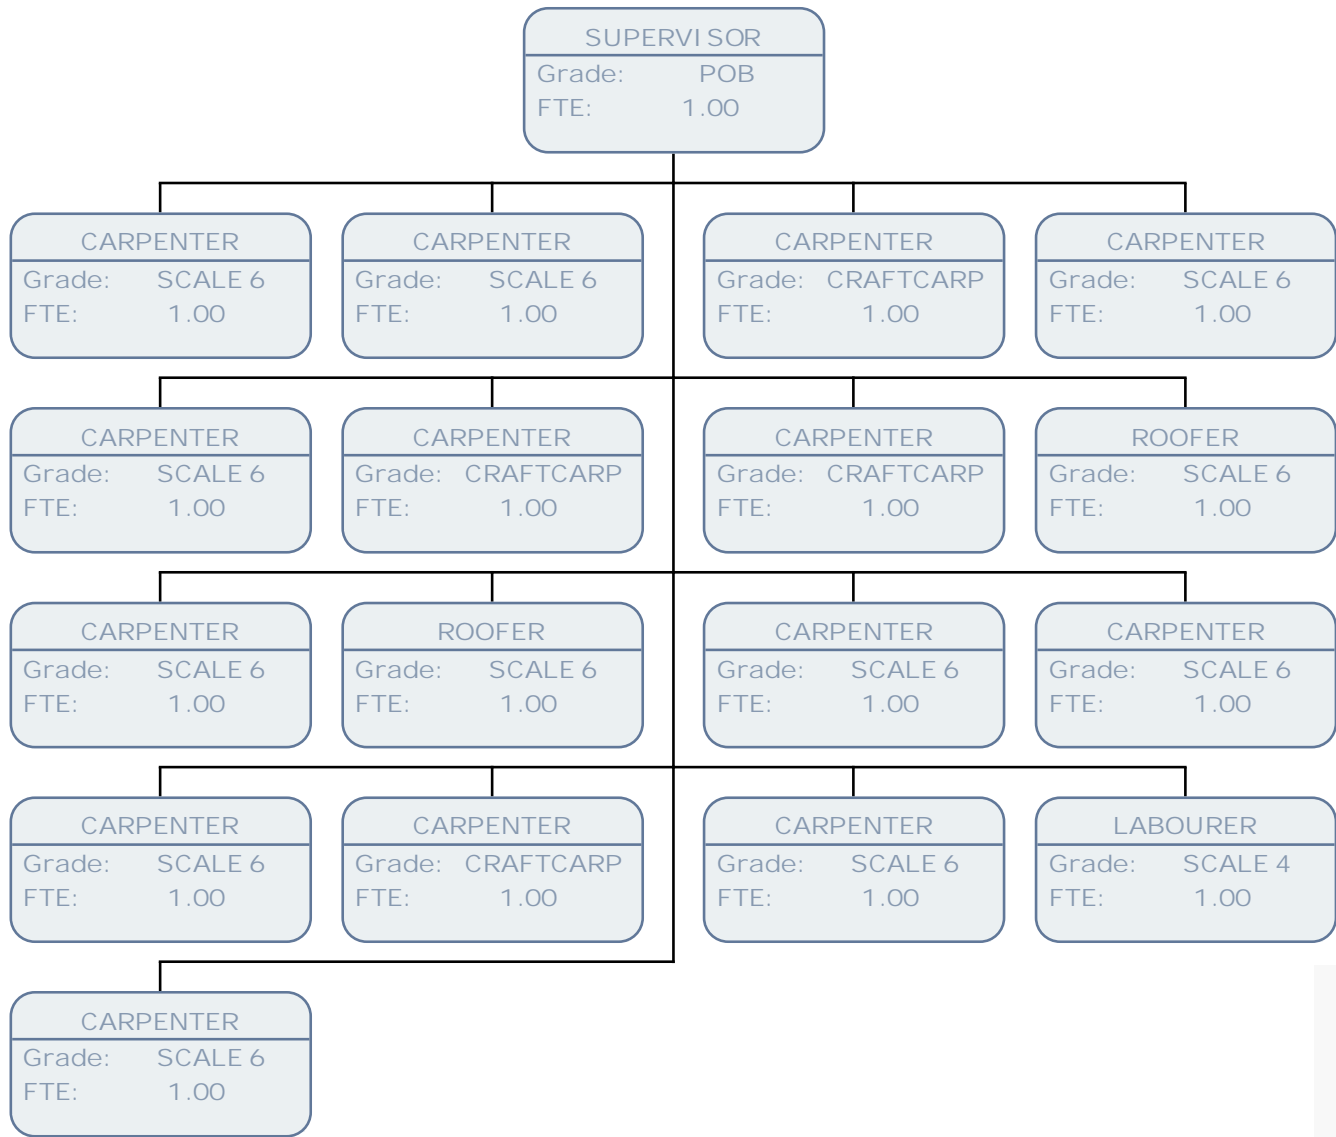 SUPERVISOR
Grade: POB
FTE: 1.00
CARPENTER
Grade: SCALE 6
FTE: 1.00
CARPENTER
Grade: SCALE 6
FTE: 1.00
CARPENTER
Grade: CRAFTCARP
FTE: 1.00
CARPENTER
Grade: SCALE 6
FTE: 1.00
CARPENTER
Grade: SCALE 6
FTE: 1.00
CARPENTER
Grade: CRAFTCARP
FTE: 1.00
CARPENTER
Grade: CRAFTCARP
FTE: 1.00
ROOFER
Grade: SCALE 6
FTE: 1.00
CARPENTER
Grade: SCALE 6
FTE: 1.00
ROOFER
Grade: SCALE 6
FTE: 1.00
CARPENTER
Grade: SCALE 6
FTE: 1.00
CARPENTER
Grade: SCALE 6
FTE: 1.00
CARPENTER
Grade: SCALE 6
FTE: 1.00
CARPENTER
Grade: CRAFTCARP
FTE: 1.00
CARPENTER
Grade: SCALE 6
FTE: 1.00
LABOURER
Grade: SCALE 4
FTE: 1.00
CARPENTER
Grade: SCALE 6
FTE: 1.00